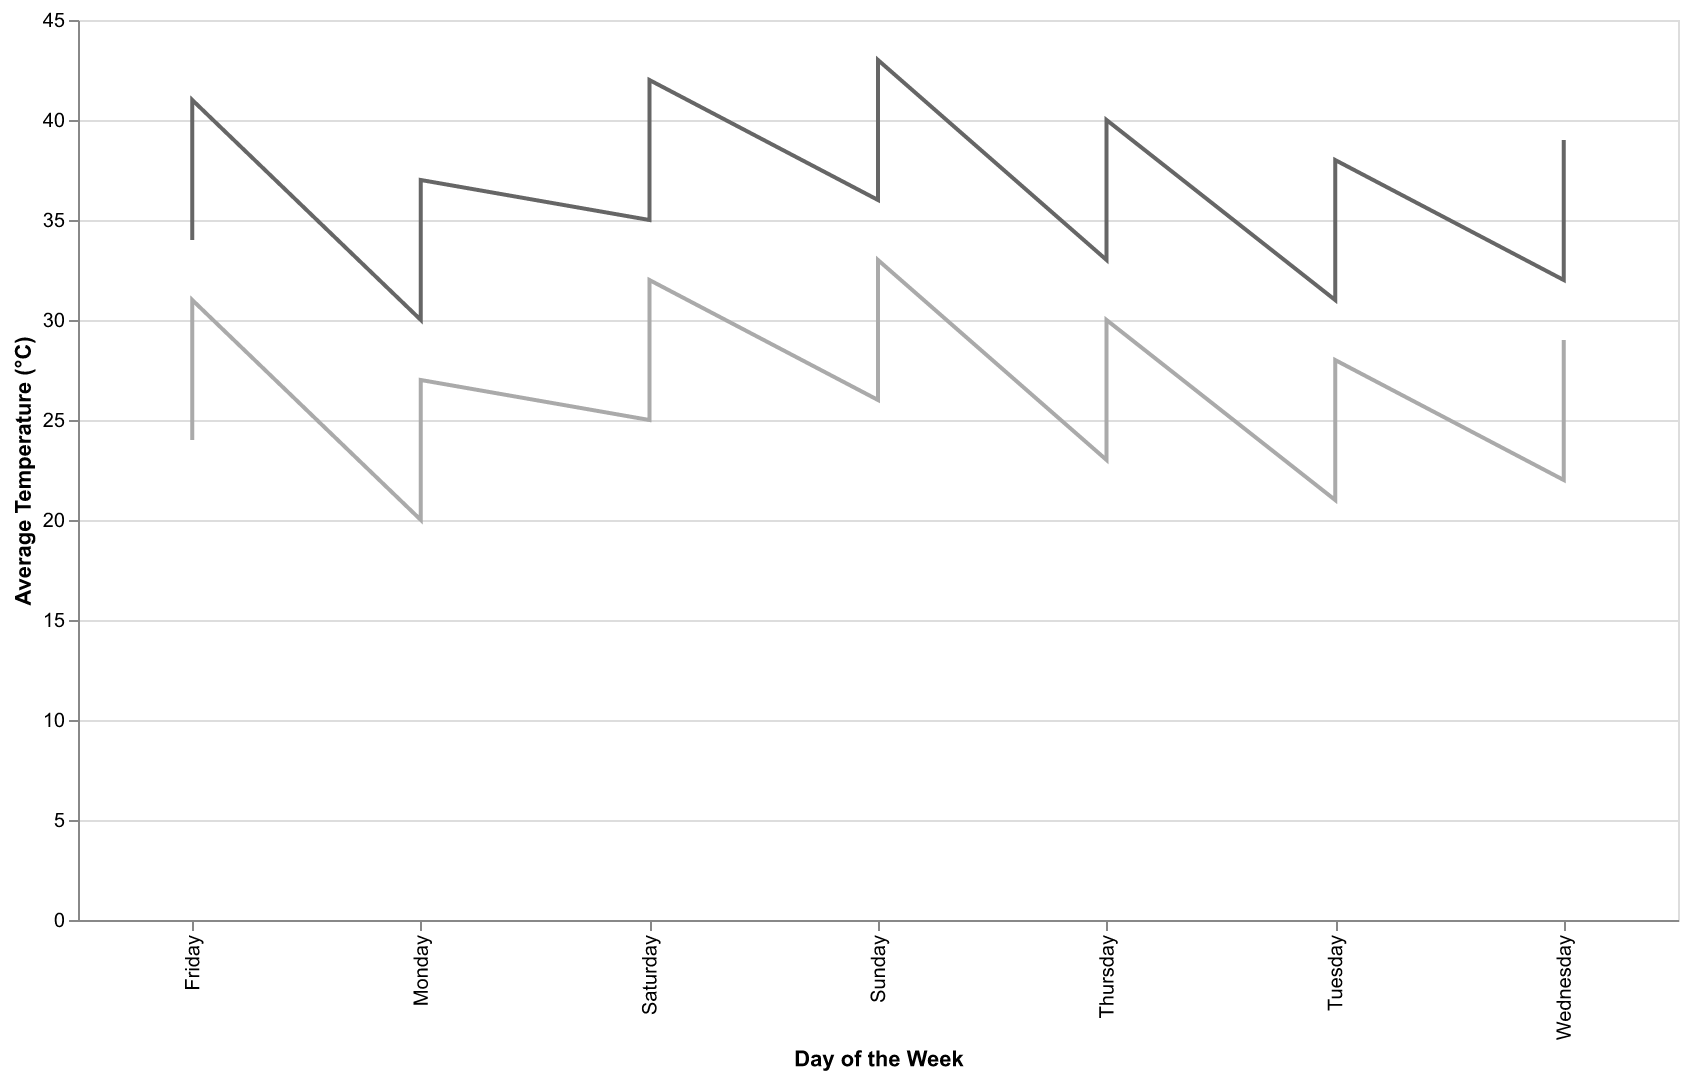 45
40
35
30
25
20
15
10
5
0
Average Temperature (°C)
Friday
Monday
Saturday
Sunday
Thursday
Tuesday
Wednesday
Day of the Week